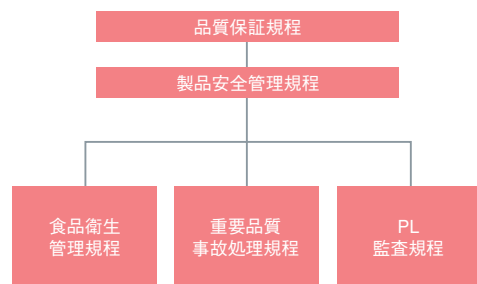 品質保証規程
製品安全管理規程
食品衛生
管理規程
重要品質
事故処理規程
PL
監査規程